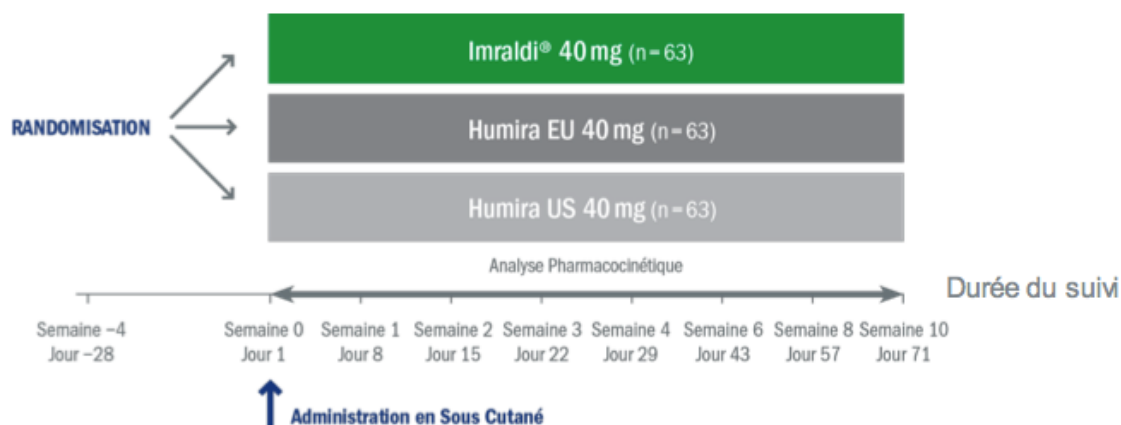 Imraldi® 40 mg (n=63)
RANDOMISATION
Humira EU 40 mg (n=63)
Humira US 40 mg (n=63)
Analyse Pharmacocinétique
Durée du suivi
Semaine –4 Semaine 0 Semaine 1 Semaine 2 Semaine 3 Semaine 4 Semaine 6 Semaine 8 Semaine 10
Jour –28 Jour 1 Jour 8 Jour 15 Jour 22 Jour 29 Jour 43 Jour 57 Jour 71
Administration en Sous Cutané